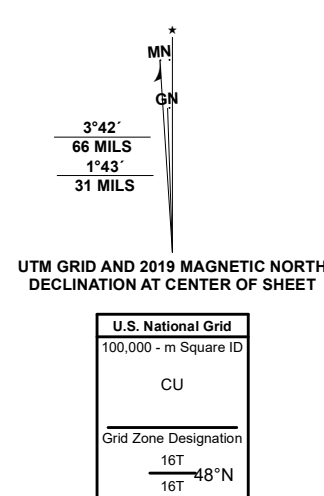 ★
MN
GN
3°42´
66 MILS
1°43´
31 MILS
UTM GRID AND 2019 MAGNETIC NORTH
DECLINATION AT CENTER OF SHEET
U.S. National Grid
100,000 - m Square ID
CU
Grid Zone Designation
16T
48°N
16T